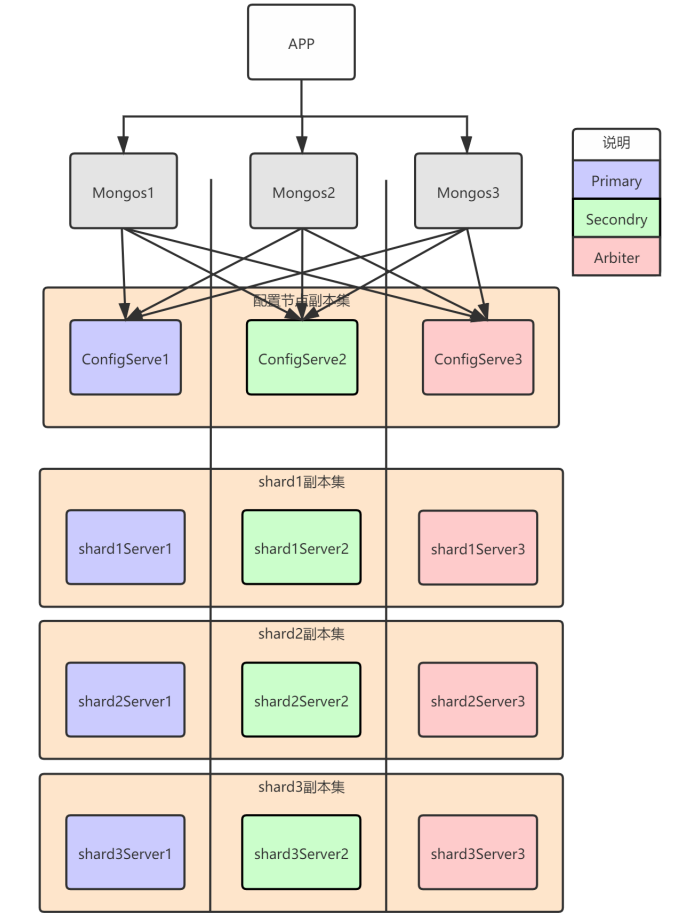 APP
Mongos1
Mongos2
Mongos3
说明
Primary
Secondry
Arbiter
配置节点副本集
ConfigServe1
ConfigServe2
ConfigServe3
shard1副本集
shard1Server1
shard1Server2
shard1Server3
shard2副本集
shard2Server1
shard2Server2
shard2Server3
shard3副本集
shard3Server1
shard3Server2
shard3Server3